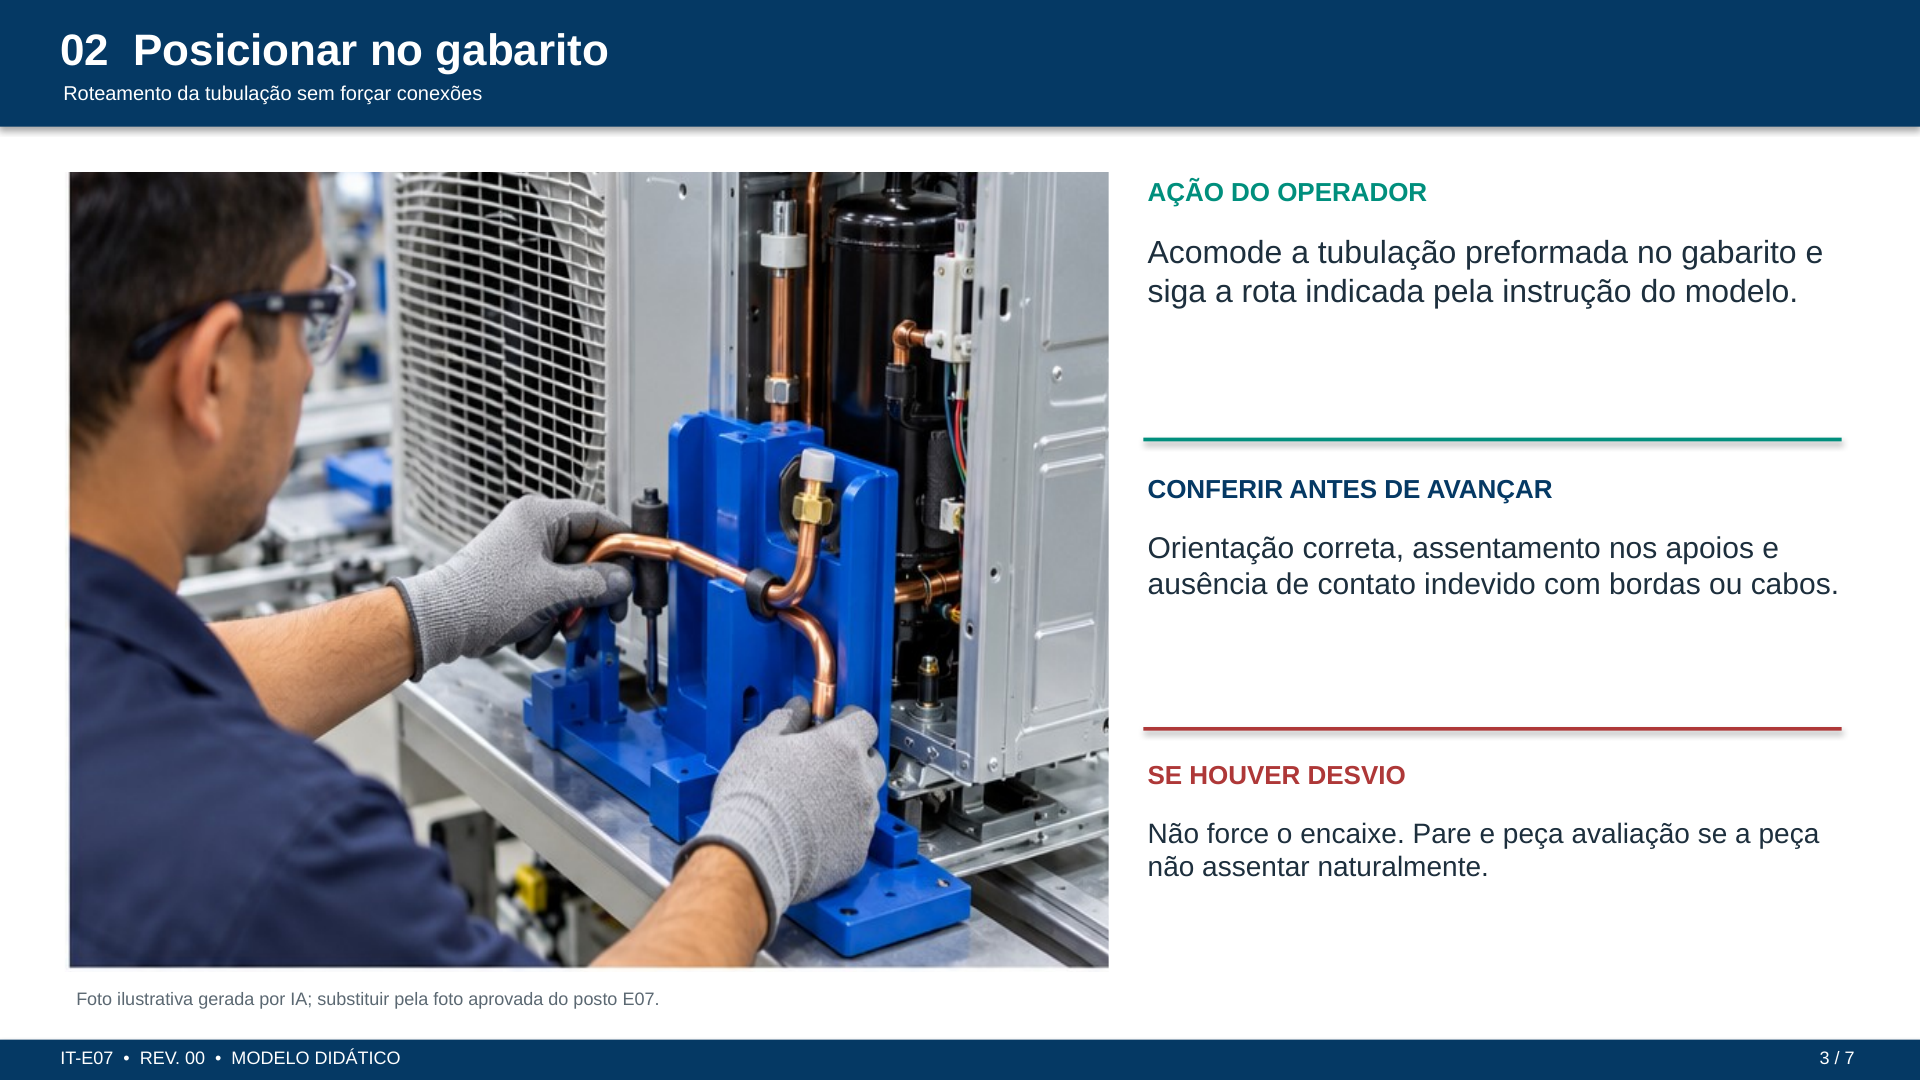 02 Posicionar no gabarito
Roteamento da tubulação sem forçar conexões
AÇÃO DO OPERADOR
Acomode a tubulação preformada no gabarito e
siga a rota indicada pela instrução do modelo.
CONFERIR ANTES DE AVANÇAR
Orientação correta, assentamento nos apoios e
ausência de contato indevido com bordas ou cabos.
SE HOUVER DESVIO
Não force o encaixe. Pare e peça avaliação se a peça
não assentar naturalmente.
Foto ilustrativa gerada por IA; substituir pela foto aprovada do posto E07.
IT-E07 • REV. 00 • MODELO DIDÁTICO
3 / 7